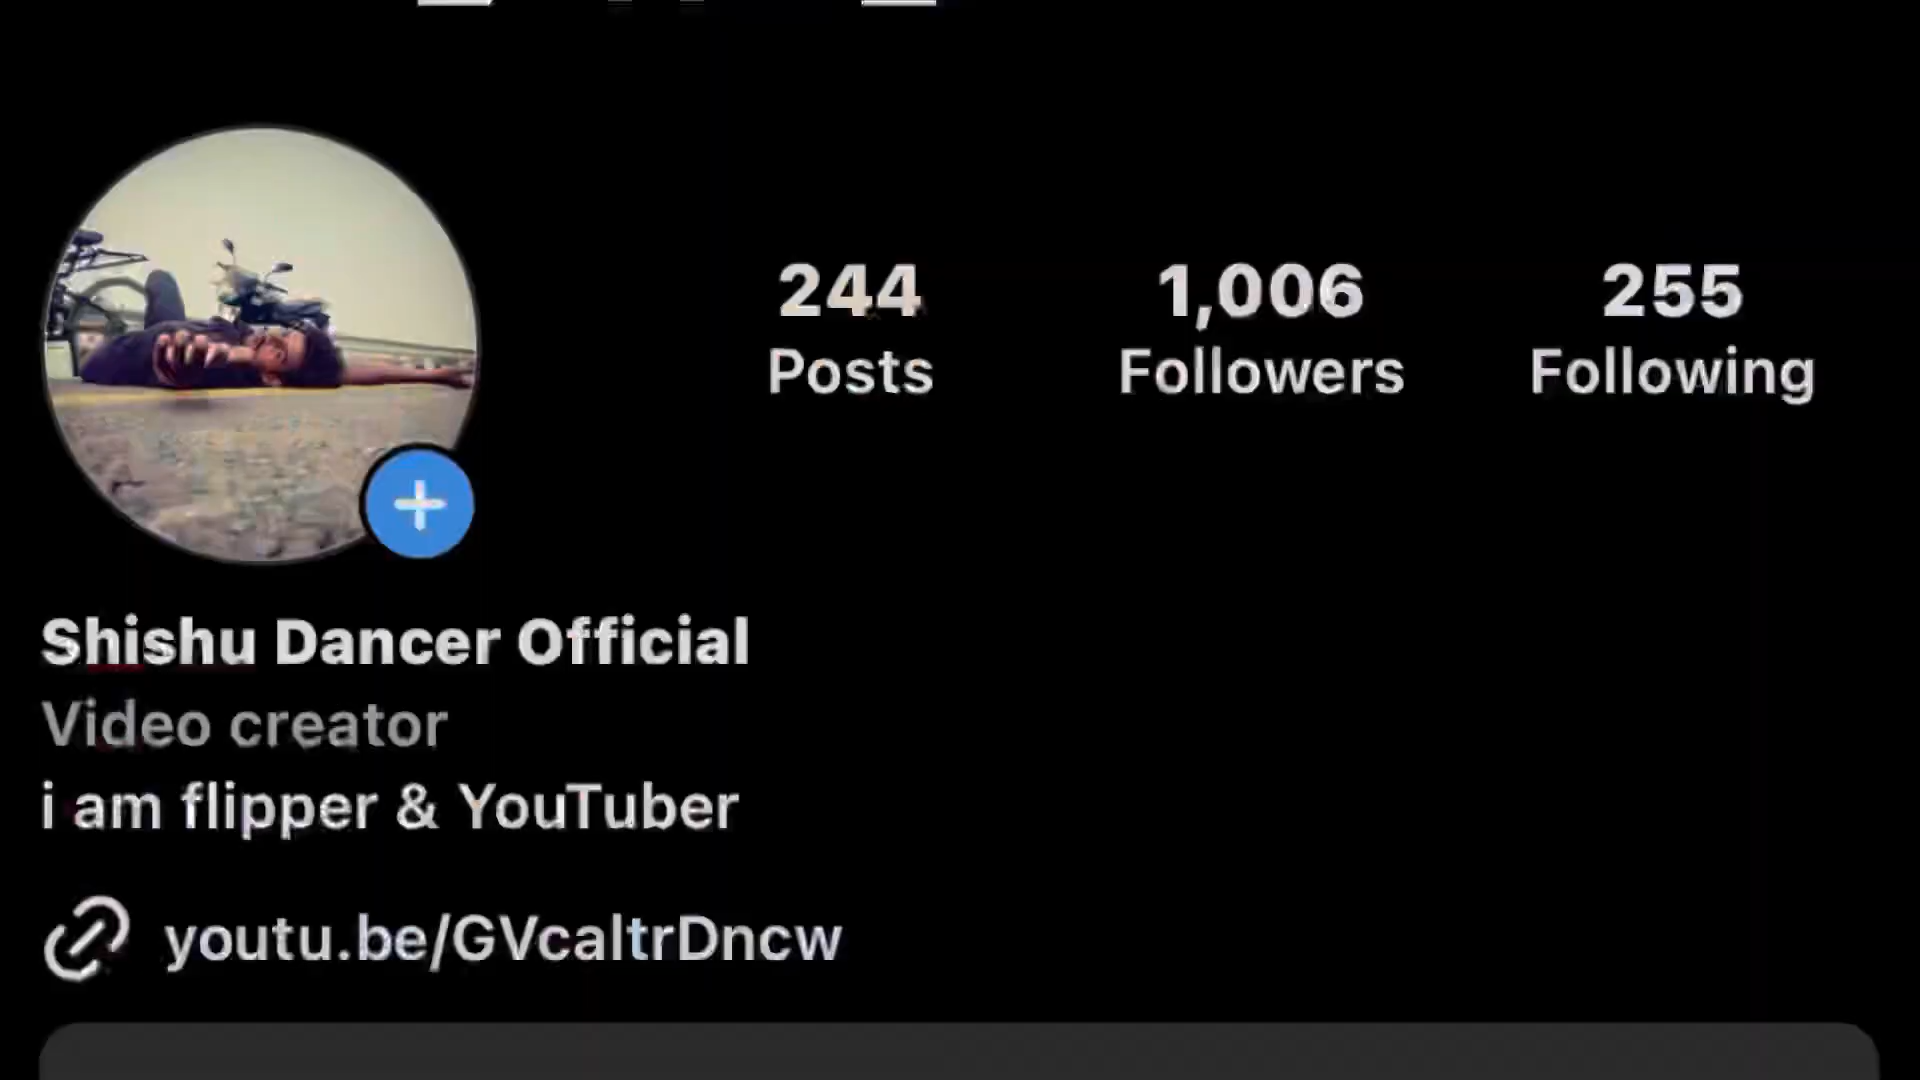 244 1,006 255
Posts Followers Following
Shishu Dancer Official
Video creator
i am flipper & YouTuber
youtu.be/GVcaltrDncw